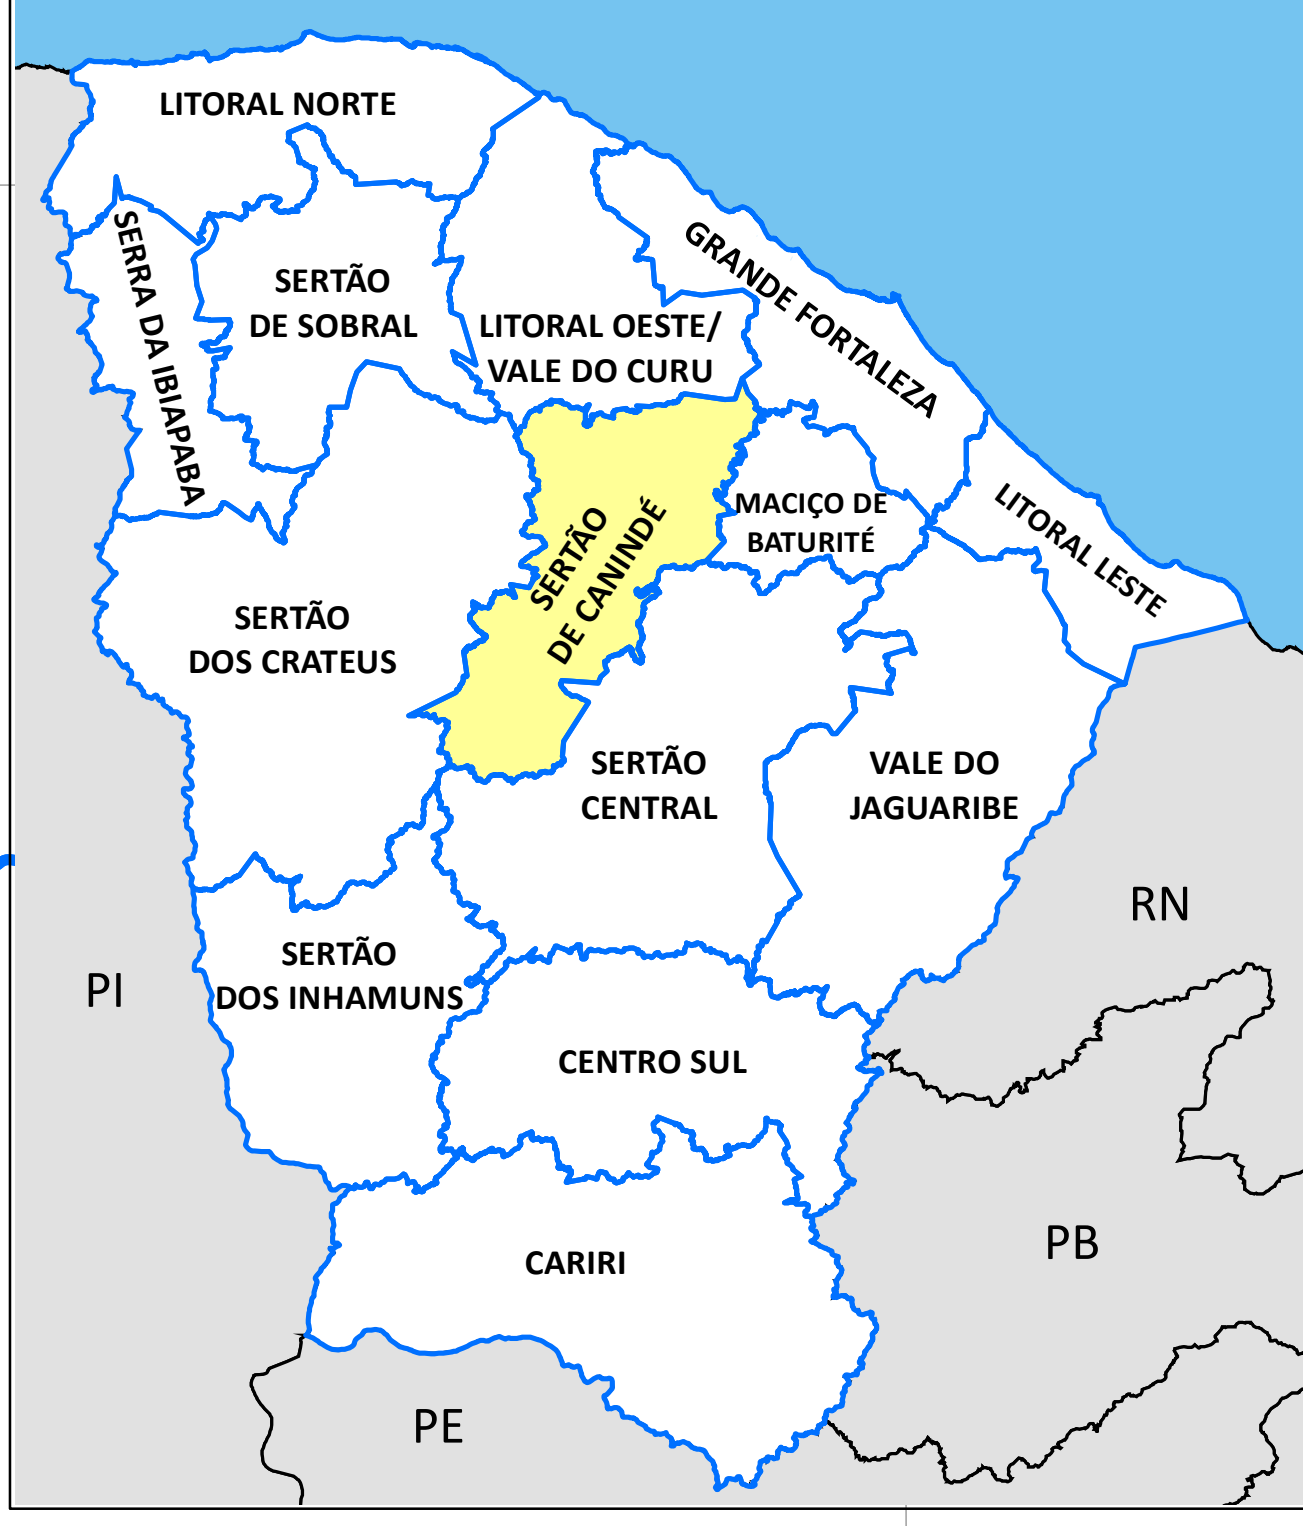 LITORAL NORTE
SERRA DA IBIAPABA
SERTÃO
DE SOBRAL
LITORAL OESTE/
VALE DO CURU
GRANDE FORTALEZA
SERTÃO
DE CANINDÉ
MACIÇO DE
BATURITÉ
LITORAL LESTE
SERTÃO
DOS CRATEUS
SERTÃO
CENTRAL
VALE DO
JAGUARIBE
RN
PI
SERTÃO
DOS INHAMUNS
CENTRO SUL
PB
CARIRI
PE